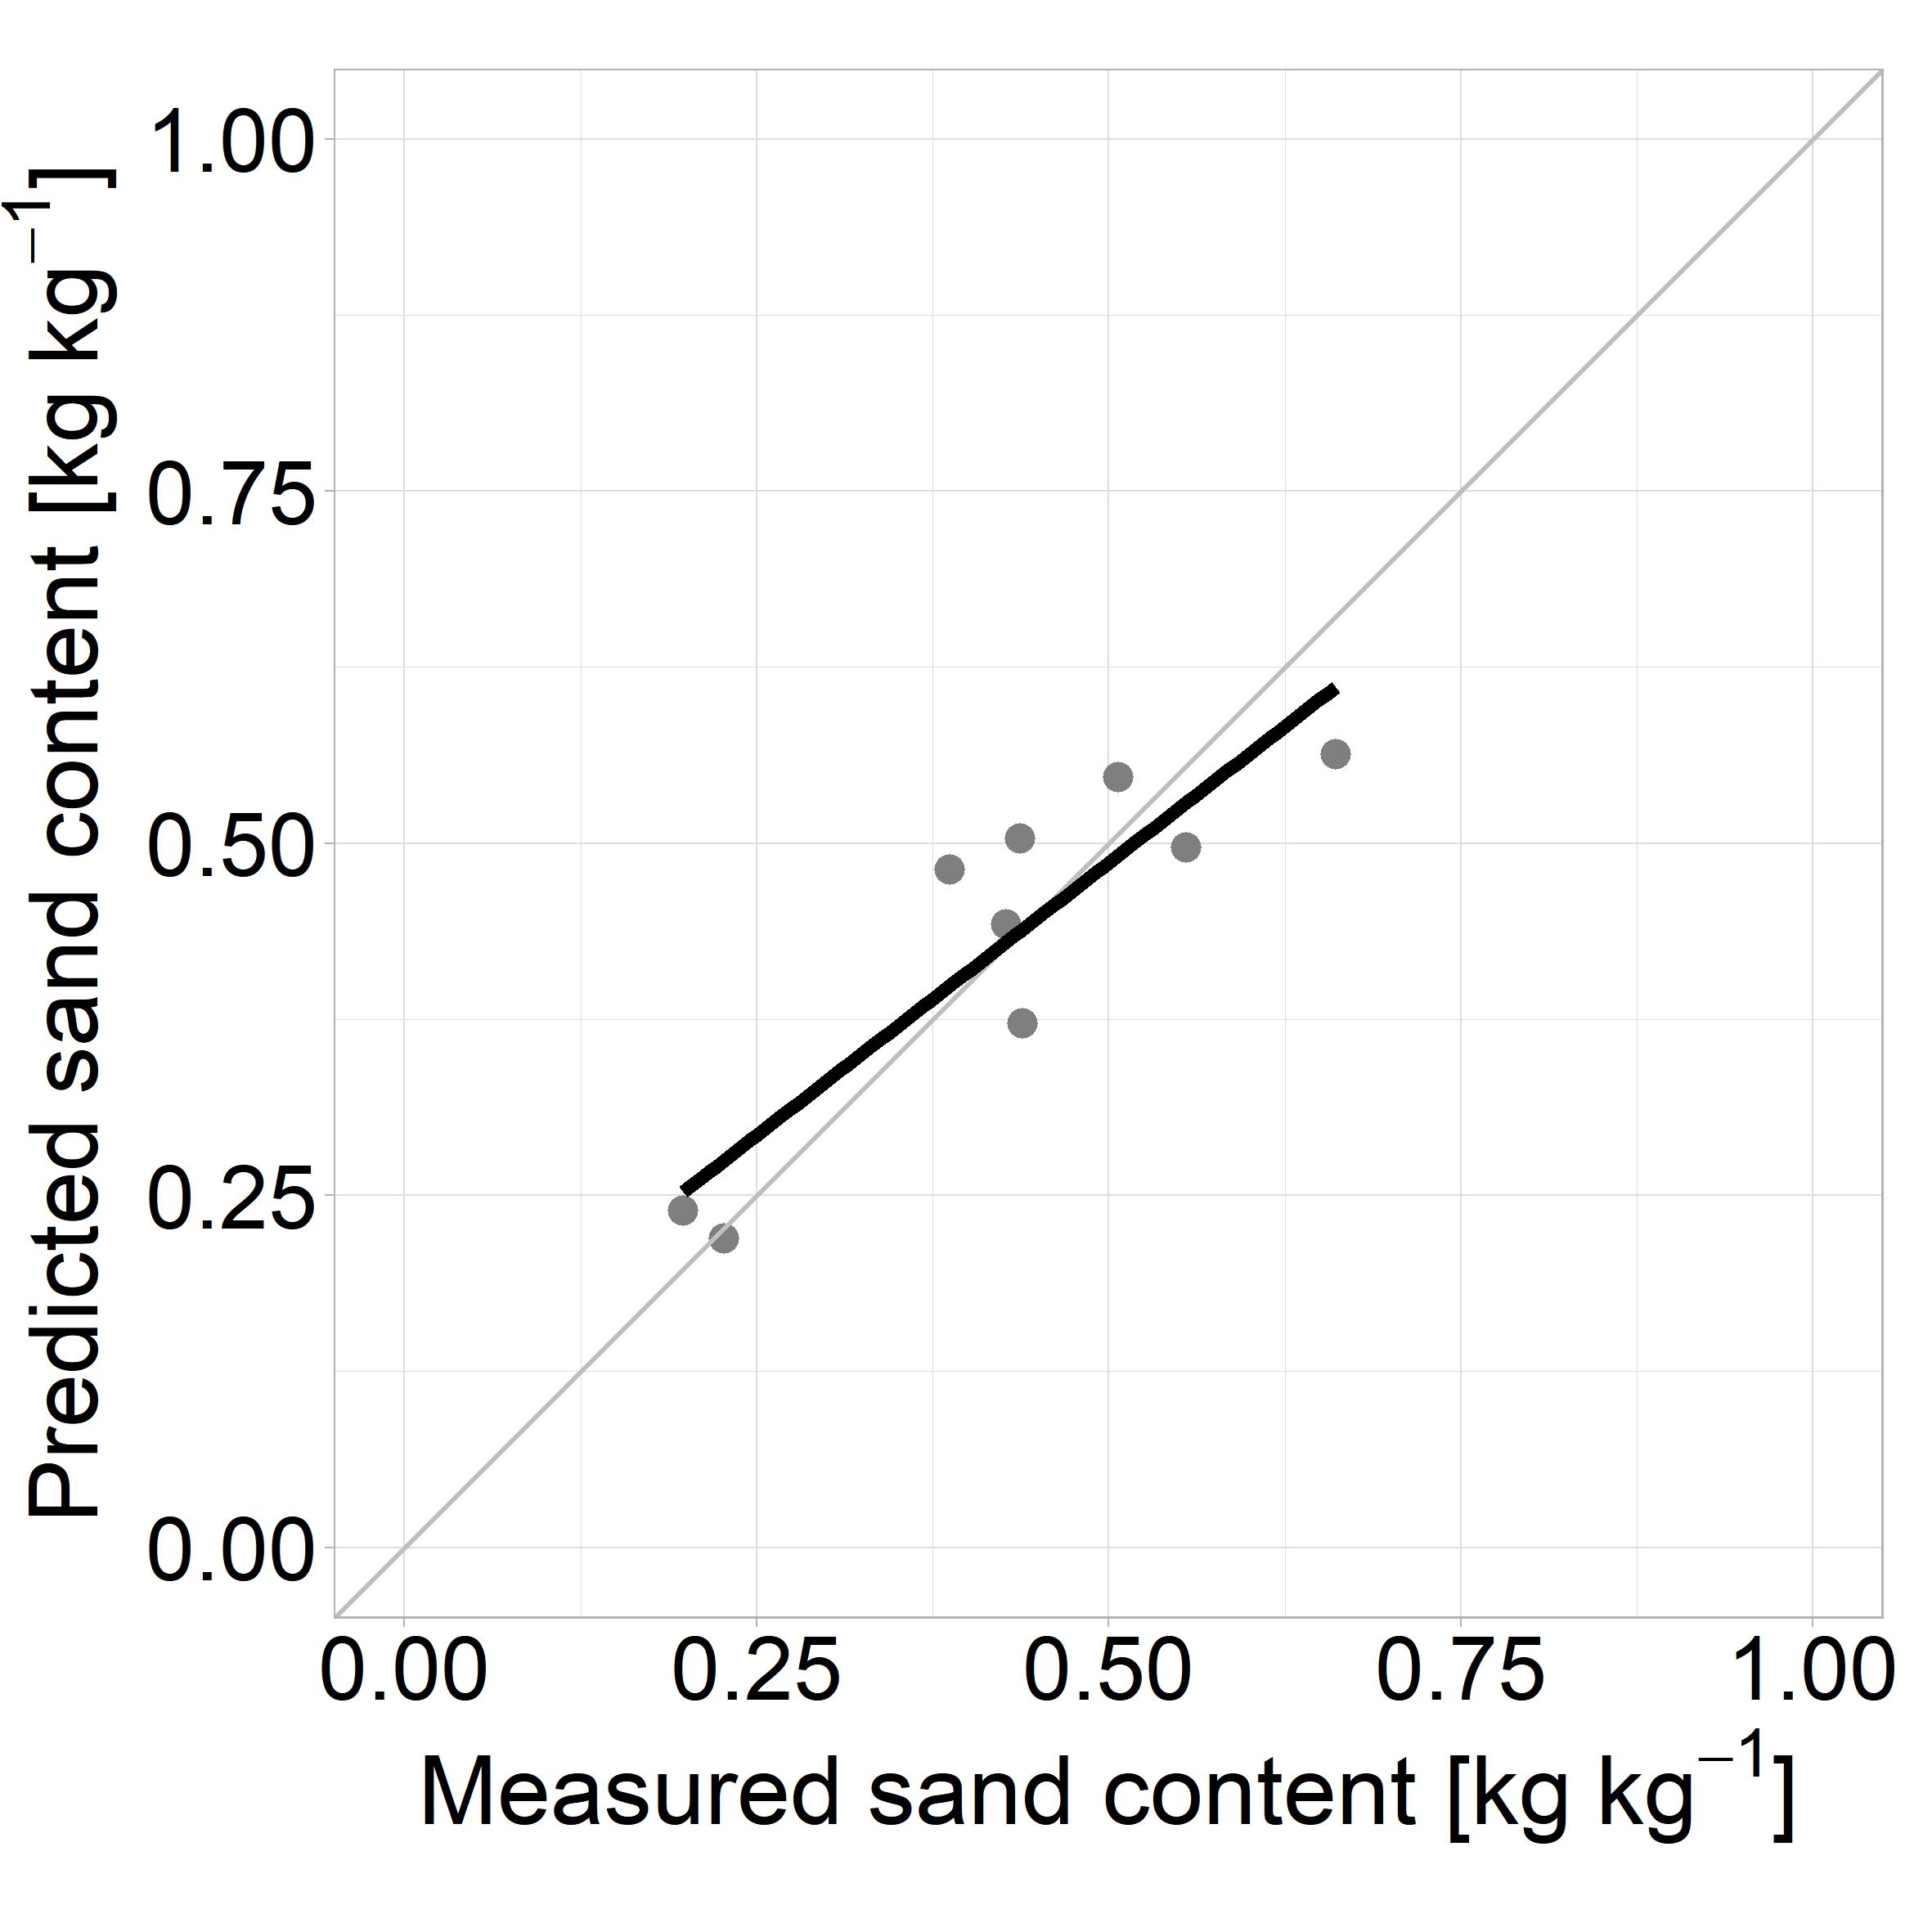 Predicted sand content [kg kg⁻¹]
1.00
0.75
0.50
0.25
0.00
0.00 0.25 0.50 0.75 1.00
Measured sand content [kg kg⁻¹]